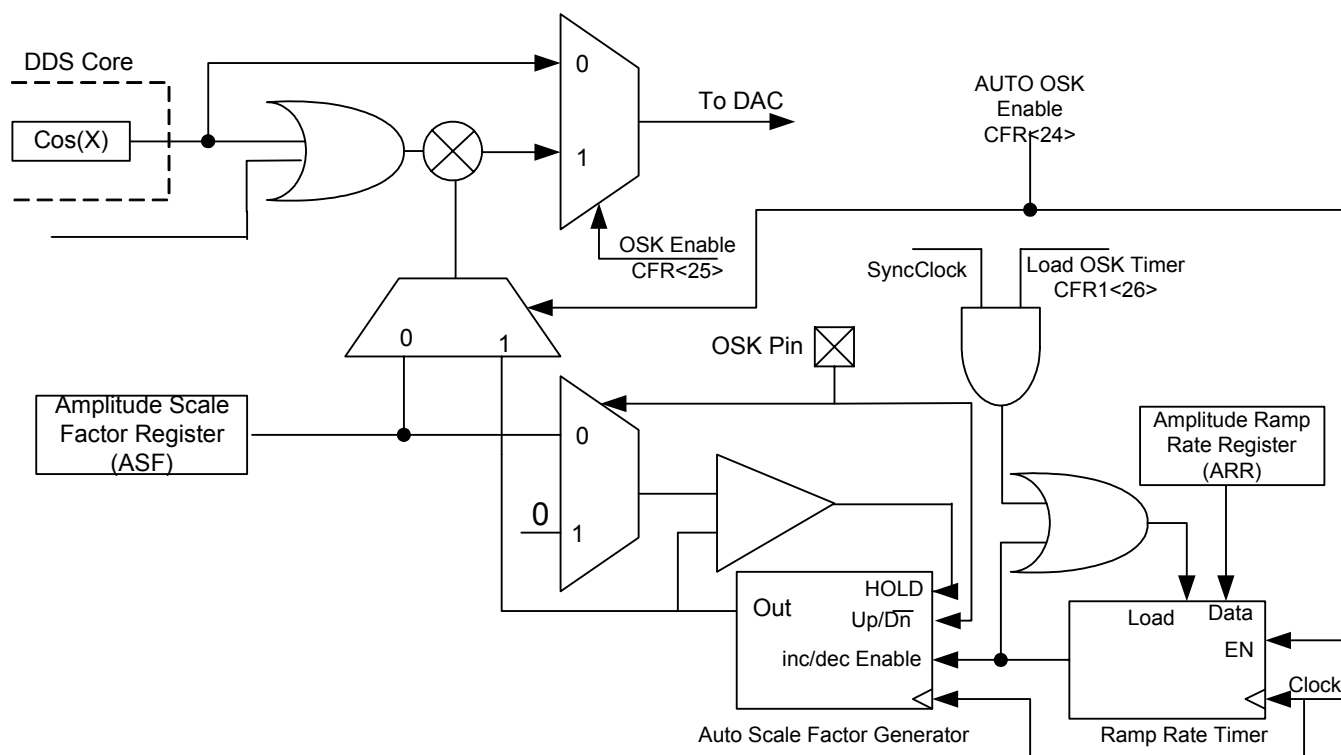 DDS Core
Cos(X)
0
1
To DAC
OSK Enable
CFR<25>
AUTO OSK
Enable
CFR<24>
SyncClock
Load OSK Timer
CFR1<26>
0
1
OSK Pin
Amplitude Scale
Factor Register
(ASF)
0
0
1
Amplitude Ramp
Rate Register
(ARR)
Out
HOLD
Up/Dn
inc/dec Enable
Auto Scale Factor Generator
Load
Data
EN
Clock
Ramp Rate Timer